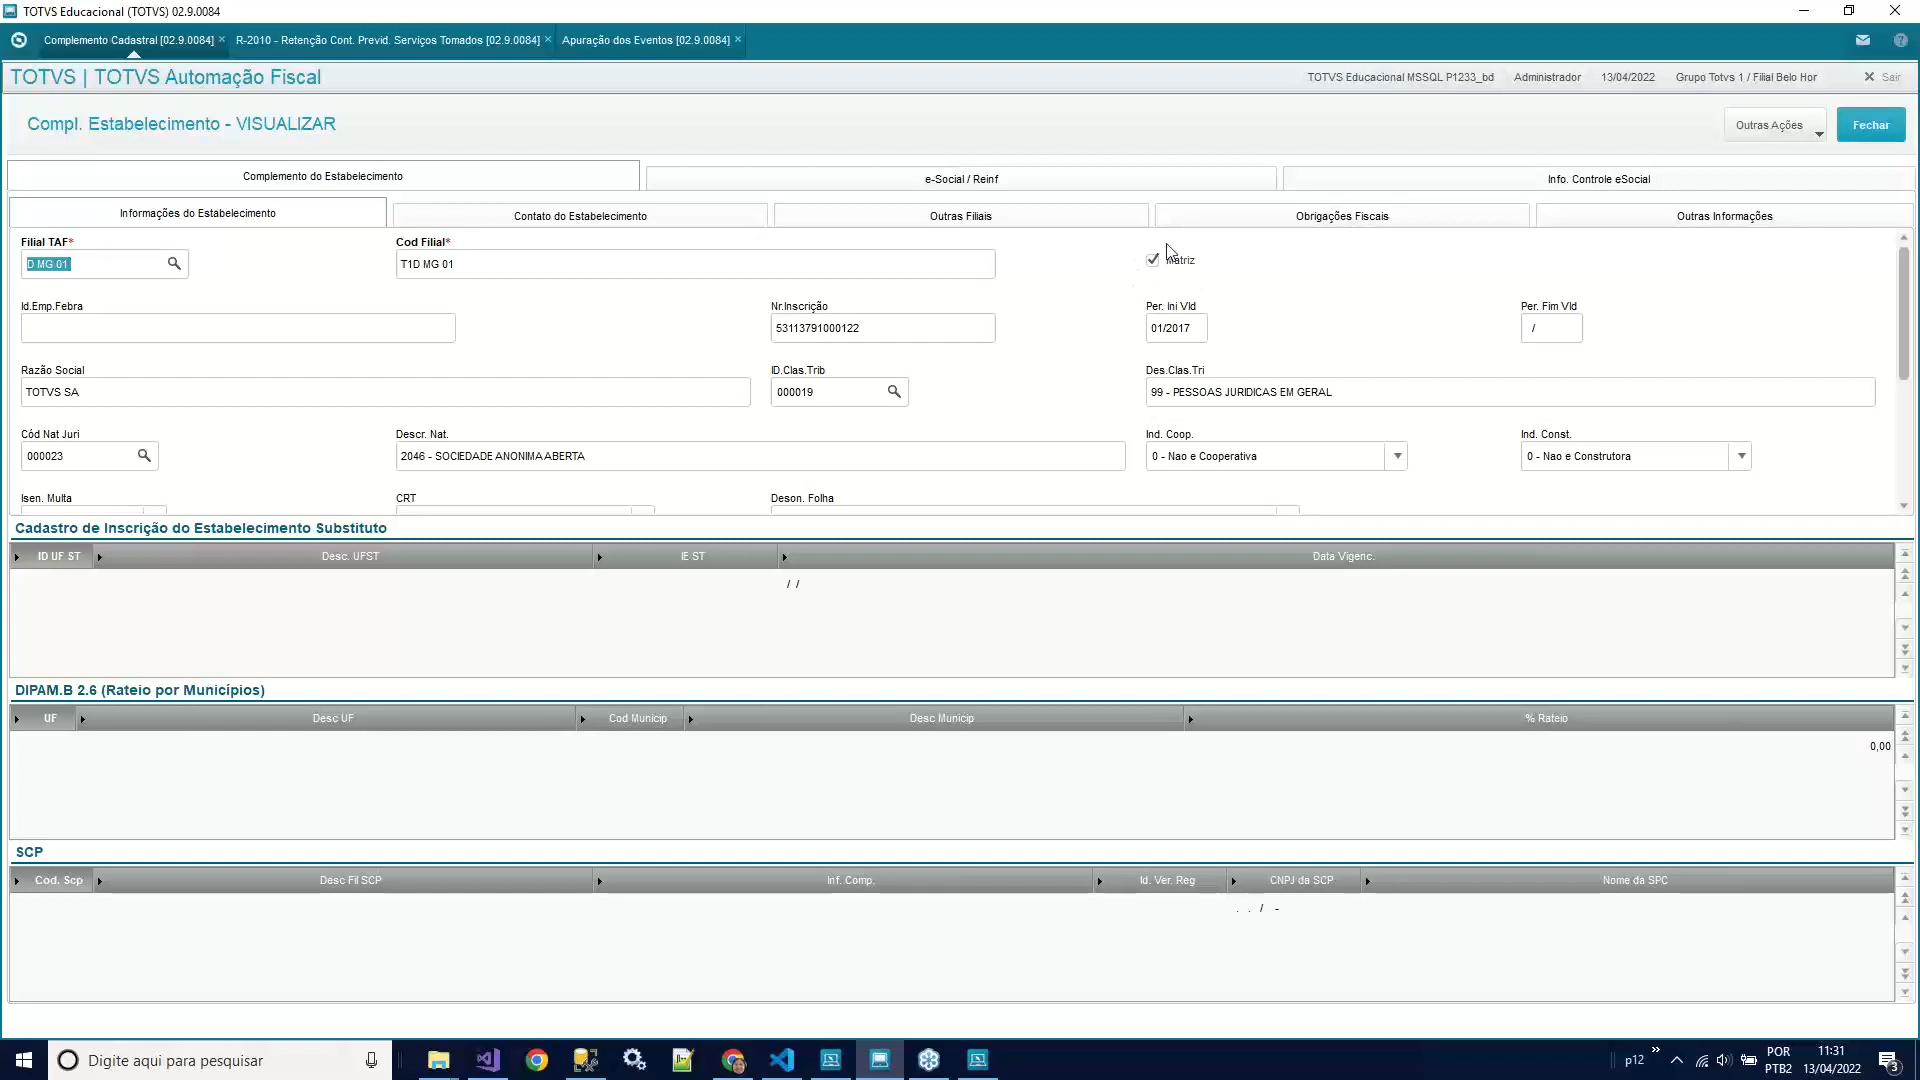 TOTVS Educacional (TOTVS) 02.9.0084
Complemento Cadastral [02.9.0084] R-2010 - Retenção Cont. Previd. Serviços Tomados [02.9.0084] Apuração dos Eventos [02.9.0084]
TOTVS | TOTVS Automação Fiscal TOTVS Educacional MSSQL P1233_bd Administrador 13/04/2022 Grupo Totvs 1 / Filial Belo Hor Sair
Compl. Estabelecimento - VISUALIZAR Outras Ações Fechar
Complemento do Estabelecimento e-Social / Reinf Info. Controle eSocial
Informações do Estabelecimento Contato do Estabelecimento Outras Filiais Obrigações Fiscais Outras Informações
Filial TAF* Cod Filial*
D MG 01 T1D MG 01 Matriz
Id.Emp.Febra Nr.Inscrição Per. Ini Vld Per. Fim Vld
53113791000122 01/2017 /
Razão Social ID.Clas.Trib Des.Clas.Tri
TOTVS SA 000019 99 - PESSOAS JURIDICAS EM GERAL
Cód Nat Juri Descr. Nat. Ind. Coop. Ind. Const.
000023 2046 - SOCIEDADE ANONIMA ABERTA 0 - Nao e Cooperativa 0 - Nao e Construtora
Isen. Multa CRT Deson. Folha
Cadastro de Inscrição do Estabelecimento Substituto
ID UF ST Desc. UFST IE ST Data Vigenc.
/ /
DIPAM.B 2.6 (Rateio por Municípios)
UF Desc UF Cod Municip Desc Municip % Rateio
0,00
SCP
Cod. Scp Desc Fil SCP Inf. Comp. Id. Ver. Reg CNPJ da SCP Nome da SPC
. . / -
Digite aqui para pesquisar p12 POR 11:31
PTB2 13/04/2022 3